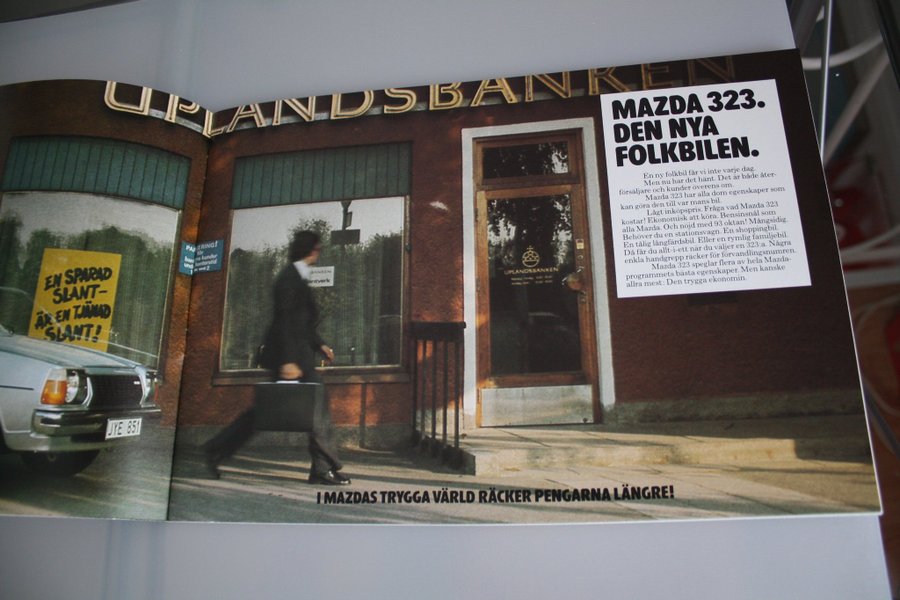 UPLANDSBANKEN
MAZDA 323.
DEN NYA
FOLKBILEN.
En ny folkbil får vi inte varje dag.
Men nu har det hänt. Det är både åter-
försäljare och kunder överens om.
Mazda 323 har alla dom egenskaper som
kan göra den till var mans bil.
Lågt inköpspris. Fråga vad Mazda 323
kostar! Ekonomisk att köra. Bensinsnål som
alla Mazda. Och nöjd med 93 oktan! Mångsidig.
Behöver du en stationsvagn. En shoppingbil.
En tålig långfärdsbil. Eller en rymlig familjebil.
Då får du allt-i-ett när du väljer en 323:a. Några
enkla handgrepp räcker för förvandlingsnumren.
Mazda 323 speglar flera av hela Mazda-
programmets bästa egenskaper. Men kanske
allra mest: Den trygga ekonomin.
PARKERING!
för
bankens kunder
EN SPARAD
SLANT-
ÄR EN TJÄNAD
SLANT!
UPLANDSBANKEN
JYE 851
I MAZDAS TRYGGA VÄRLD RÄCKER PENGARNA LÄNGRE!